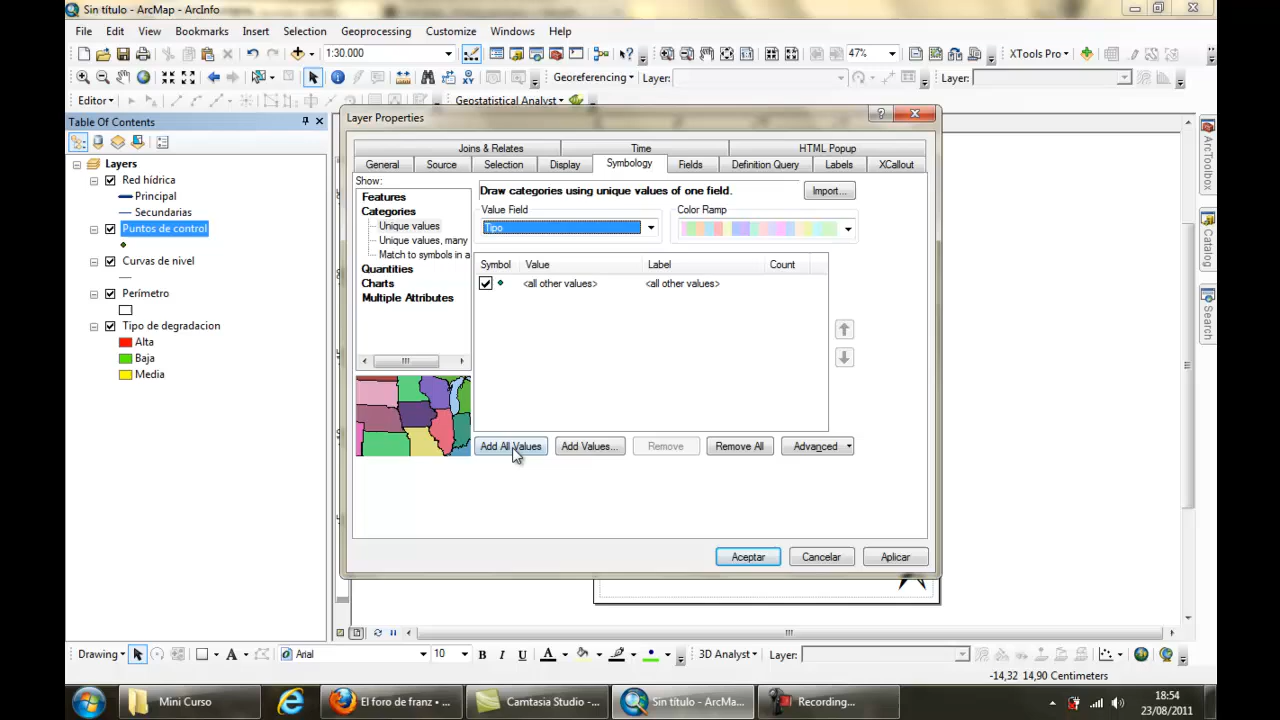 Sin título - ArcMap - ArcInfo
File Edit View Bookmarks Insert Selection Geoprocessing Customize Windows Help
1:30.000
47%
XTools Pro
Georeferencing Layer:
Layer:
Editor
Geostatistical Analyst
Table Of Contents
Layers
Red hídrica
Principal
Secundarias
Puntos de control
Curvas de nivel
Perímetro
Tipo de degradacion
Alta
Baja
Media
Layer Properties
Joins & Relates Time HTML Popup
General Source Selection Display Symbology Fields Definition Query Labels XCallout
Show:
Features
Categories
Unique values
Unique values, many
Match to symbols in a
Quantities
Charts
Multiple Attributes
Draw categories using unique values of one field.
Import...
Value Field
Tipo
Color Ramp
Symbol Value Label Count
<all other values> <all other values>
Add All Values Add Values... Remove Remove All Advanced
Aceptar Cancelar Aplicar
ArcToolbox
Catalog
Search
Drawing
Arial
10
B I U A
3D Analyst
Layer:
-14,32 14,90 Centimeters
Mini Curso
El foro de franz •...
Camtasia Studio -...
Sin título - ArcMa...
Recording...
18:54
23/08/2011